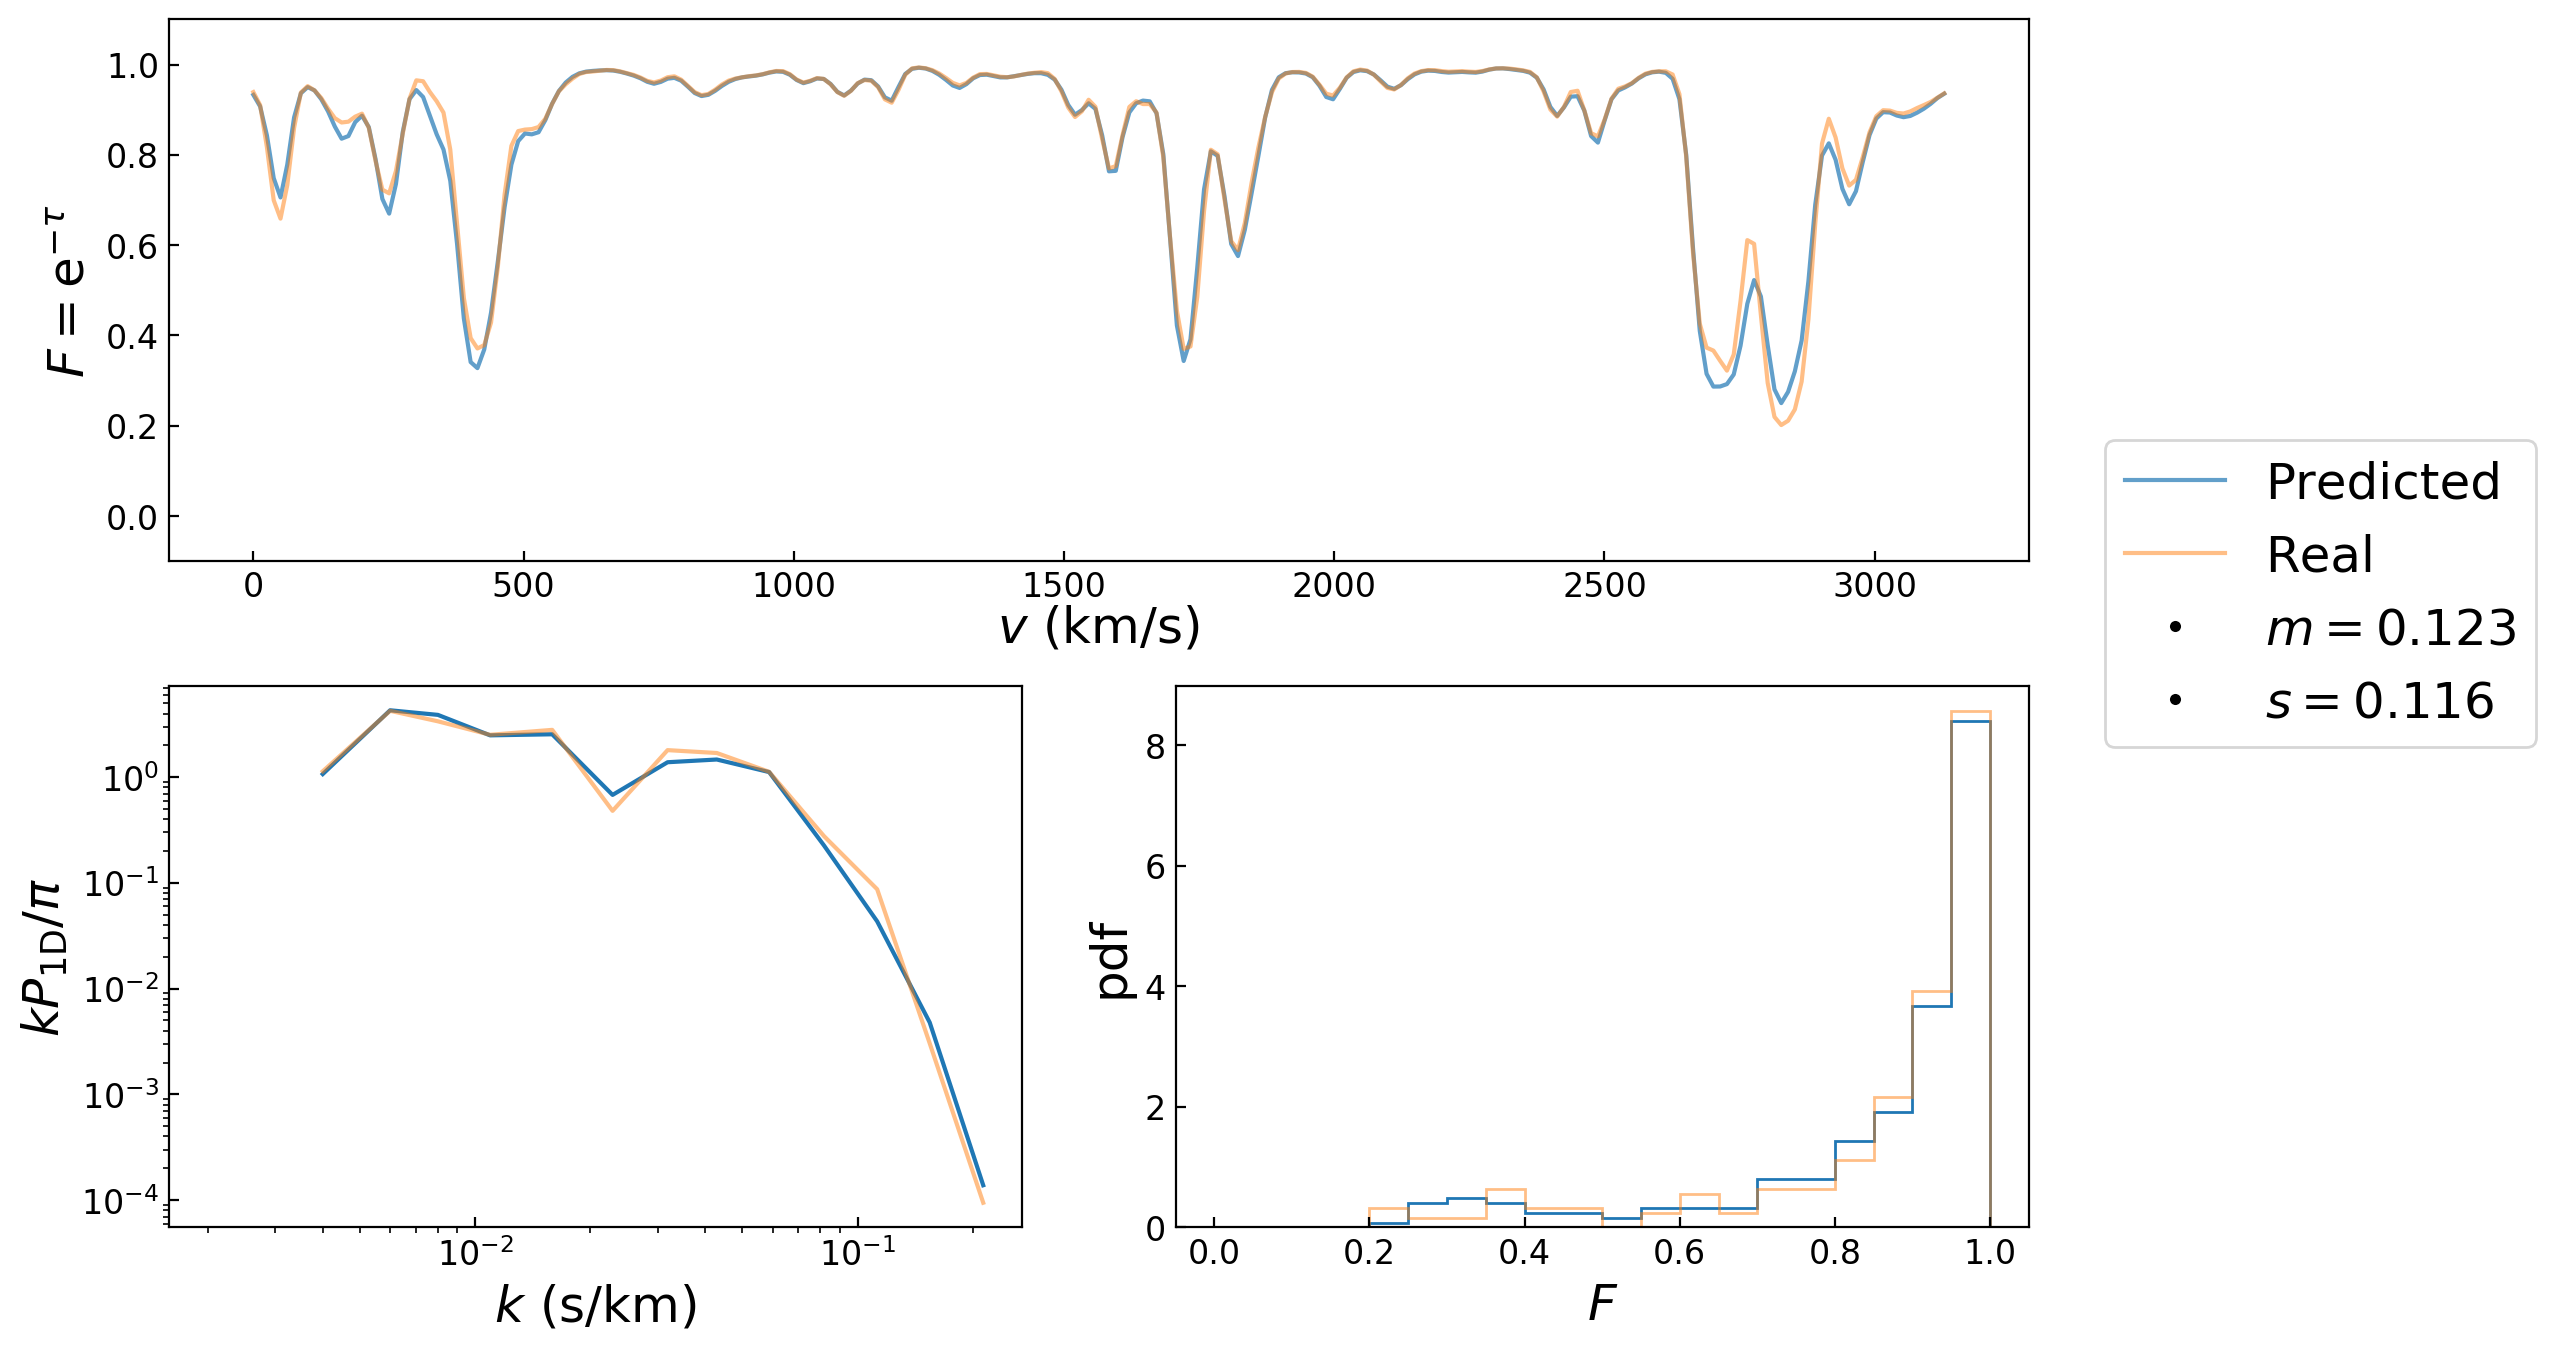 F = e^{−τ}
1.0
0.8
0.6
0.4
0.2
0.0
0 500 1000 1500 2000 2500 3000
v (km/s)
Predicted
Real
m = 0.123
s = 0.116
kP_{1D}/π
10^0
10^{−1}
10^{−2}
10^{−3}
10^{−4}
10^{−2} 10^{−1}
k (s/km)
pdf
8
6
4
2
0
0.0 0.2 0.4 0.6 0.8 1.0
F